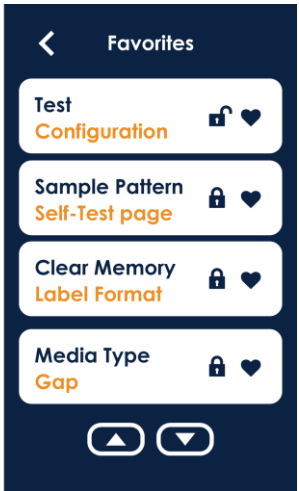 Favorites
Test
Configuration
Sample Pattern
Self-Test page
Clear Memory
Label Format
Media Type
Gap